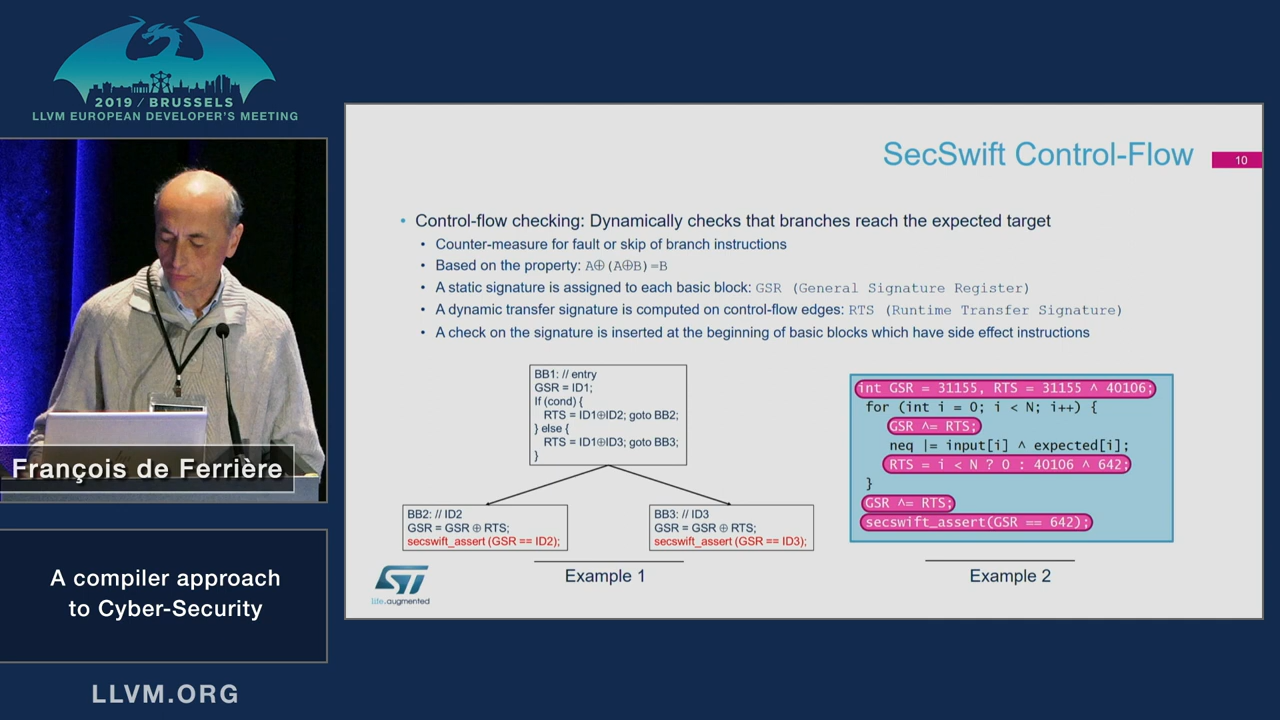 2019 / BRUSSELS
LLVM EUROPEAN DEVELOPER'S MEETING
François de Ferrière
A compiler approach
to Cyber-Security
LLVM.ORG
SecSwift Control-Flow
10
• Control-flow checking: Dynamically checks that branches reach the expected target
• Counter-measure for fault or skip of branch instructions
• Based on the property: A⊕(A⊕B)=B
• A static signature is assigned to each basic block: GSR (General Signature Register)
• A dynamic transfer signature is computed on control-flow edges: RTS (Runtime Transfer Signature)
• A check on the signature is inserted at the beginning of basic blocks which have side effect instructions
BB1: // entry
GSR = ID1;
If (cond) {
RTS = ID1⊕ID2; goto BB2;
} else {
RTS = ID1⊕ID3; goto BB3;
}
BB2: // ID2
GSR = GSR ⊕ RTS;
secswift_assert (GSR == ID2);
BB3: // ID3
GSR = GSR ⊕ RTS;
secswift_assert (GSR == ID3);
Example 1
int GSR = 31155, RTS = 31155 ^ 40106;
for (int i = 0; i < N; i++) {
GSR ^= RTS;
neq |= input[i] ^ expected[i];
RTS = i < N ? 0 : 40106 ^ 642;
}
GSR ^= RTS;
secswift_assert(GSR == 642);
Example 2
ST
life.augmented